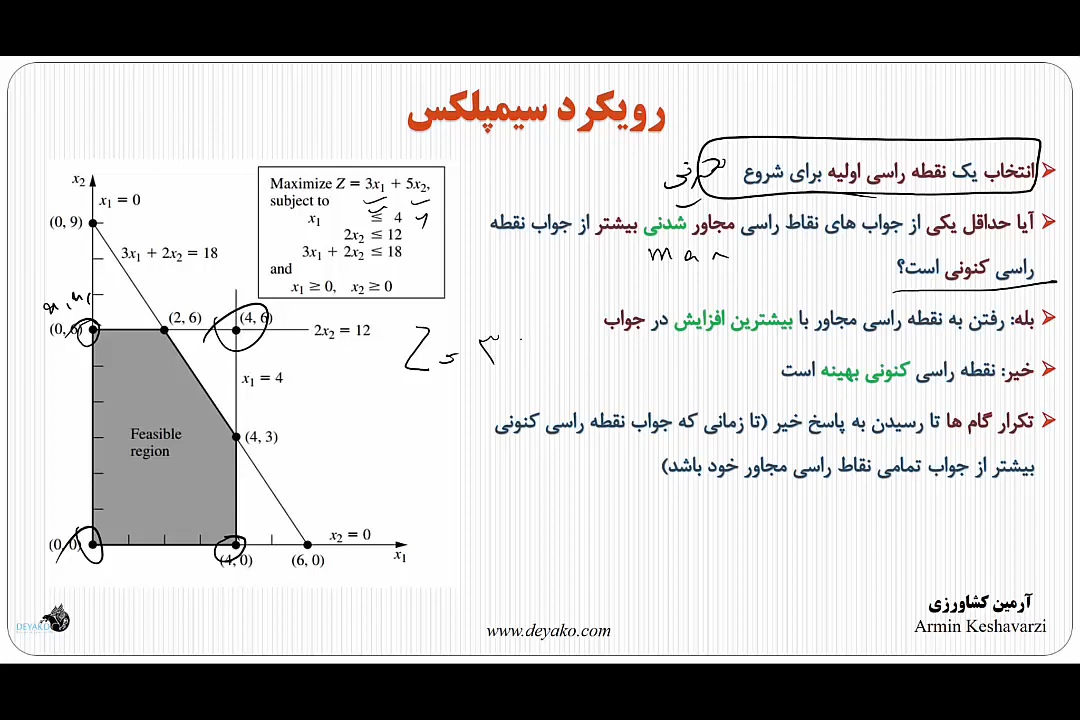 رویکرد سیمپلکس
انتخاب یک نقطه راسی اولیه برای شروع
آیا حداقل یکی از جواب های نقاط راسی مجاور شدنی بیشتر از جواب نقطه
راسی کنونی است؟
max
بله: رفتن به نقطه راسی مجاور با بیشترین افزایش در جواب
خیر: نقطه راسی کنونی بهینه است
تکرار گام ها تا رسیدن به پاسخ خیر (تا زمانی که جواب نقطه راسی کنونی
بیشتر از جواب تمامی نقاط راسی مجاور خود باشد)
Maximize Z = 3x₁ + 5x₂,
subject to
x₁ ≤ 4
2x₂ ≤ 12
3x₁ + 2x₂ ≤ 18
and
x₁ ≥ 0, x₂ ≥ 0
x₂
x₁ = 0
(0, 9)
3x₁ + 2x₂ = 18
(0, 6)
(2, 6)
(4, 6)
2x₂ = 12
Z = ۳
x₁ = 4
Feasible
region
(4, 3)
x₂ = 0
(0, 0)
(4, 0)
(6, 0)
x₁
آرمین کشاورزی
Armin Keshavarzi
www.deyako.com
DEYAKO